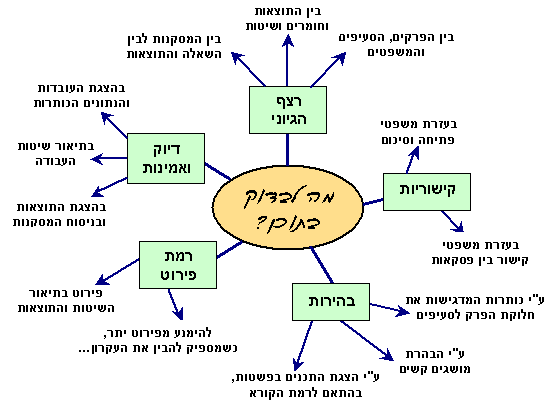 מה לבדוק
בתוכן?
רצף
הגיוני
בין הפרקים, הסעיפים
והמשפטים
בין התוצאות
וחומרים ושיטות
בין המסקנות לבין
השאלה והתוצאות
קישוריות
בעזרת משפטי
פתיחה וסיכום
בעזרת משפטי
קישור בין פסקאות
בהירות
ע"י כותרות המדגישות את
חלוקת הפרק לסעיפים
ע"י הבהרת
מושגים קשים
ע"י הצגת התכנים בפשטות,
בהתאם לרמת הקורא
רמת
פירוט
להימנע מפירוט יתר,
כשמספיק להבין את העקרון...
פירוט בתיאור
השיטות והתוצאות
דיוק
ואמינות
בהצגת העובדות
והנתונים הכותרות
בתיאור שיטות
העבודה
בהצגת התוצאות
ובניסוח המסקנות